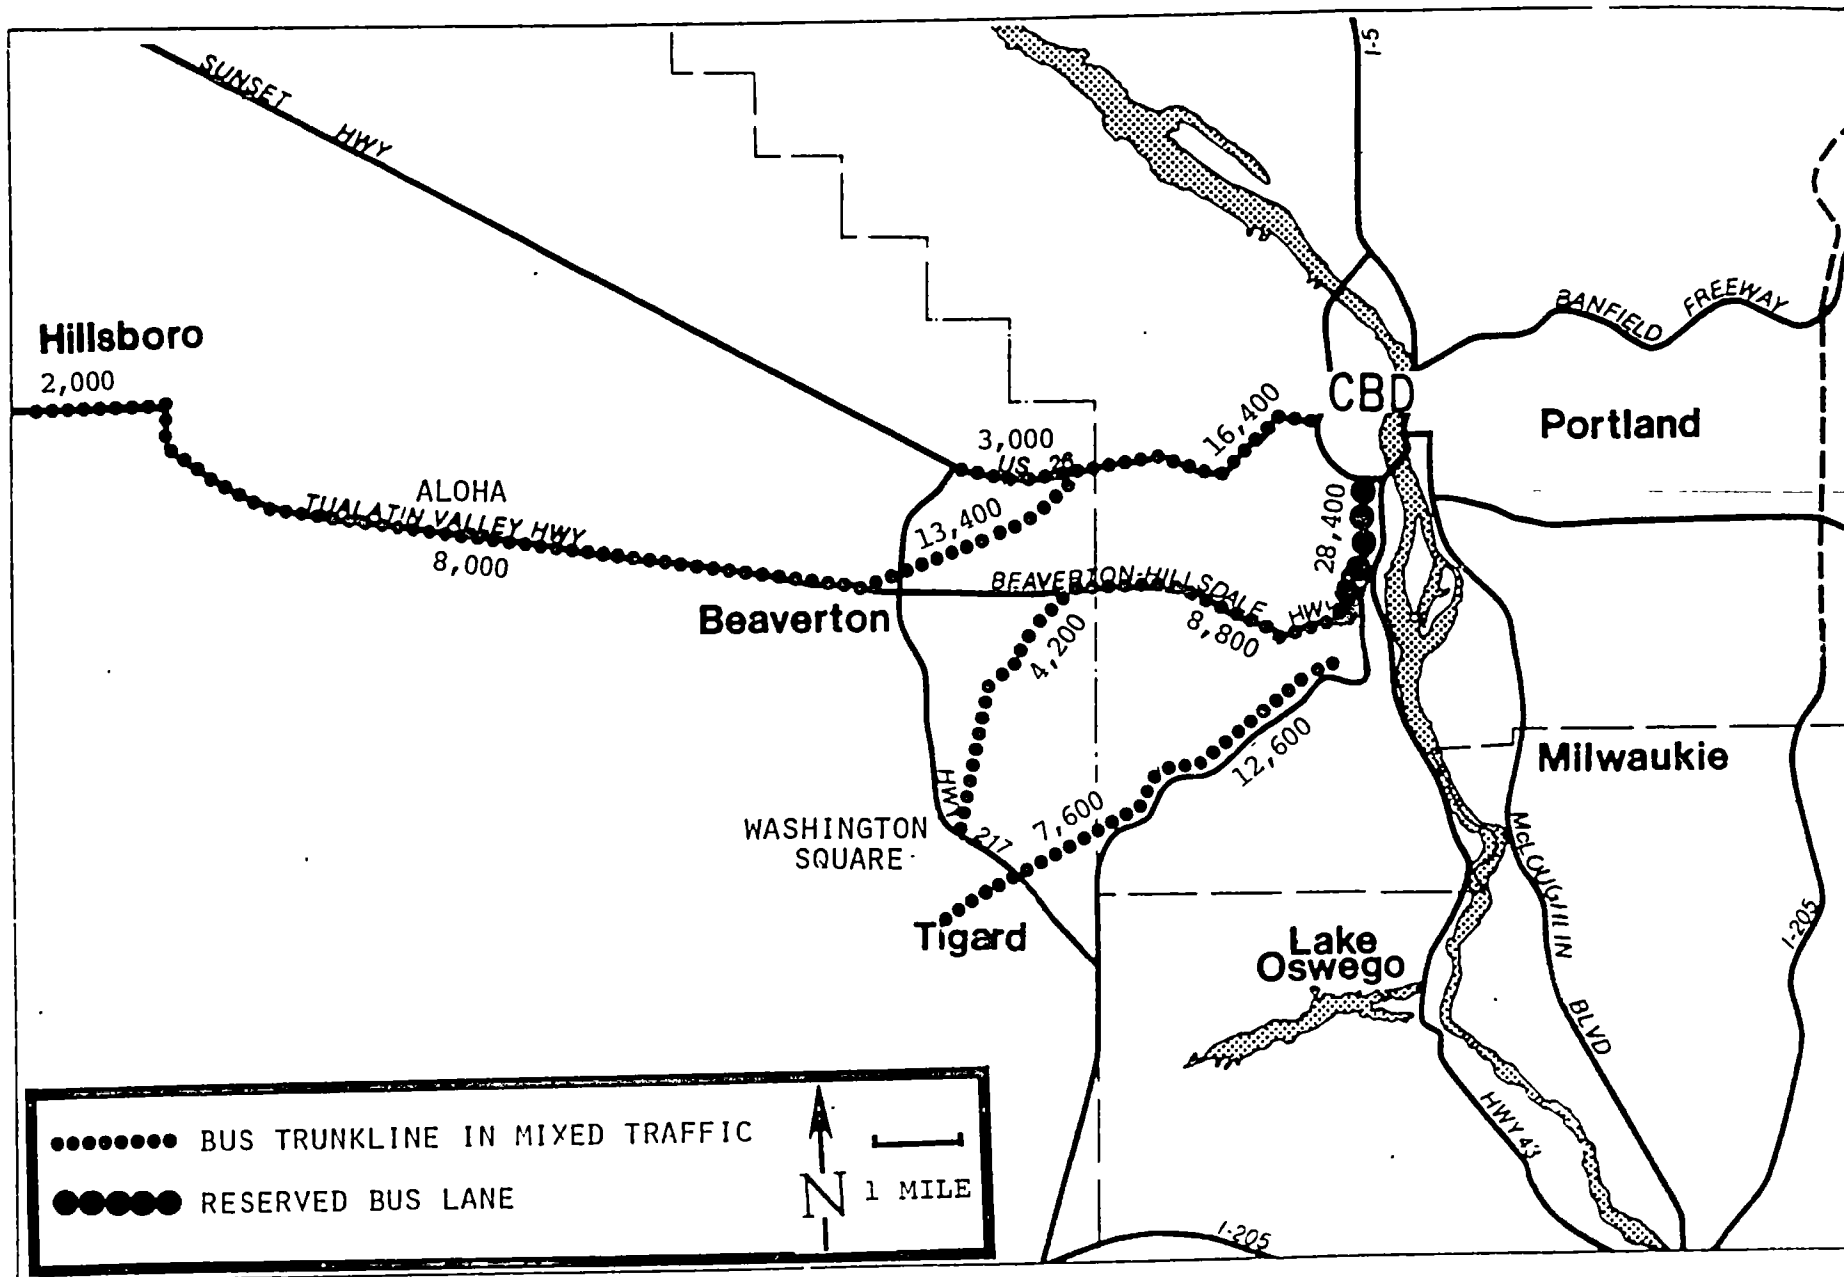 I-5
SUNSET
HWY
BANFIELD
FREEWAY
Hillsboro
2,000
CBD
Portland
16,400
3,000
US 26
ALOHA
TUALATIN VALLEY HWY
8,000
13,400
28,400
BEAVERTON-HILLSDALE HWY
8,800
Beaverton
4,200
12,600
Milwaukie
HWY 217
7,600
WASHINGTON
SQUARE
McLOUGHLIN
BLVD
I-205
Tigard
Lake
Oswego
HWY 43
I-205
BUS TRUNKLINE IN MIXED TRAFFIC
RESERVED BUS LANE
N
1 MILE